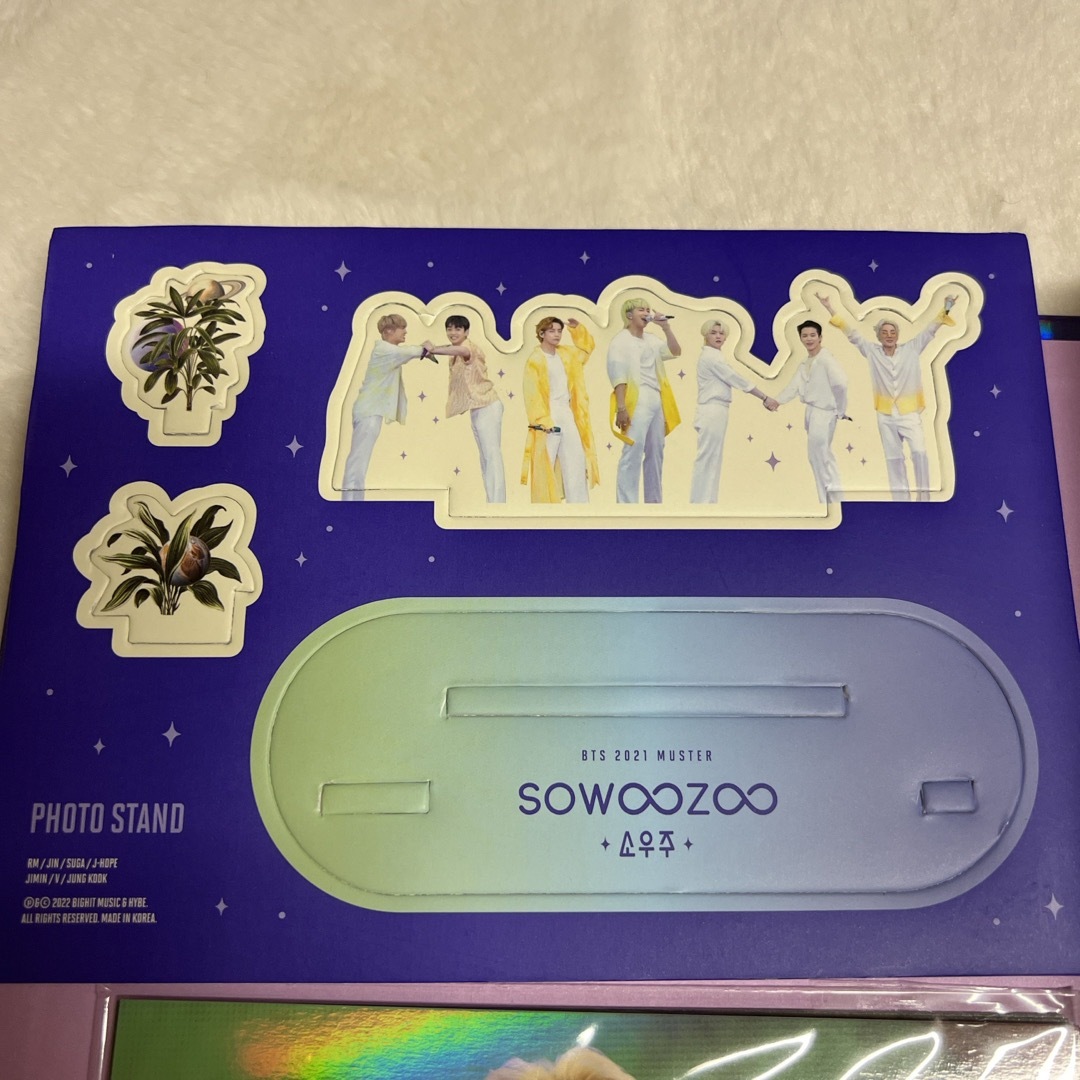 BTS 2021 MUSTER
SOWOOZOO
소우주
PHOTO STAND
RM / JIN / SUGA / J-HOPE
JIMIN / V / JUNG KOOK
Ⓟ&© 2022 BIGHIT MUSIC & HYBE.
ALL RIGHTS RESERVED. MADE IN KOREA.